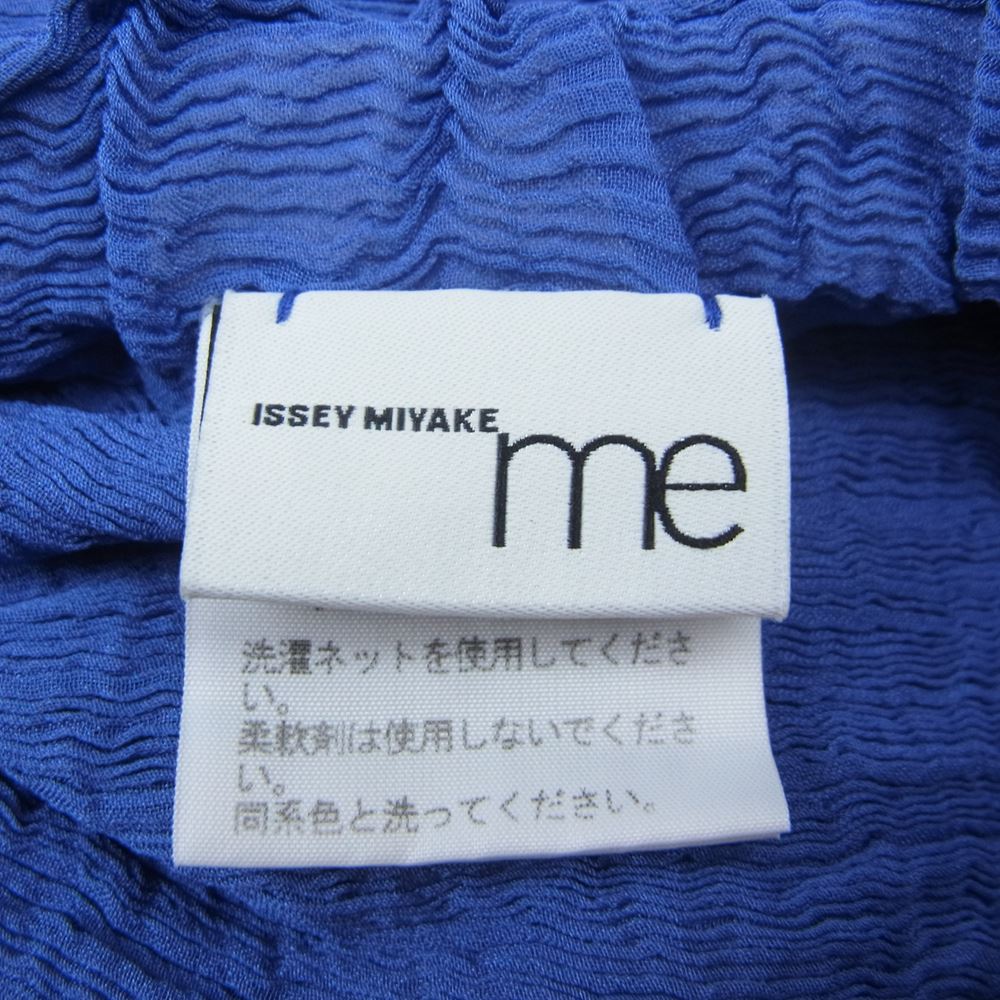 ISSEY MIYAKE
me
洗濯ネットを使用してくださ
い。
柔軟剤は使用しないでくださ
い。
同系色と洗ってください。